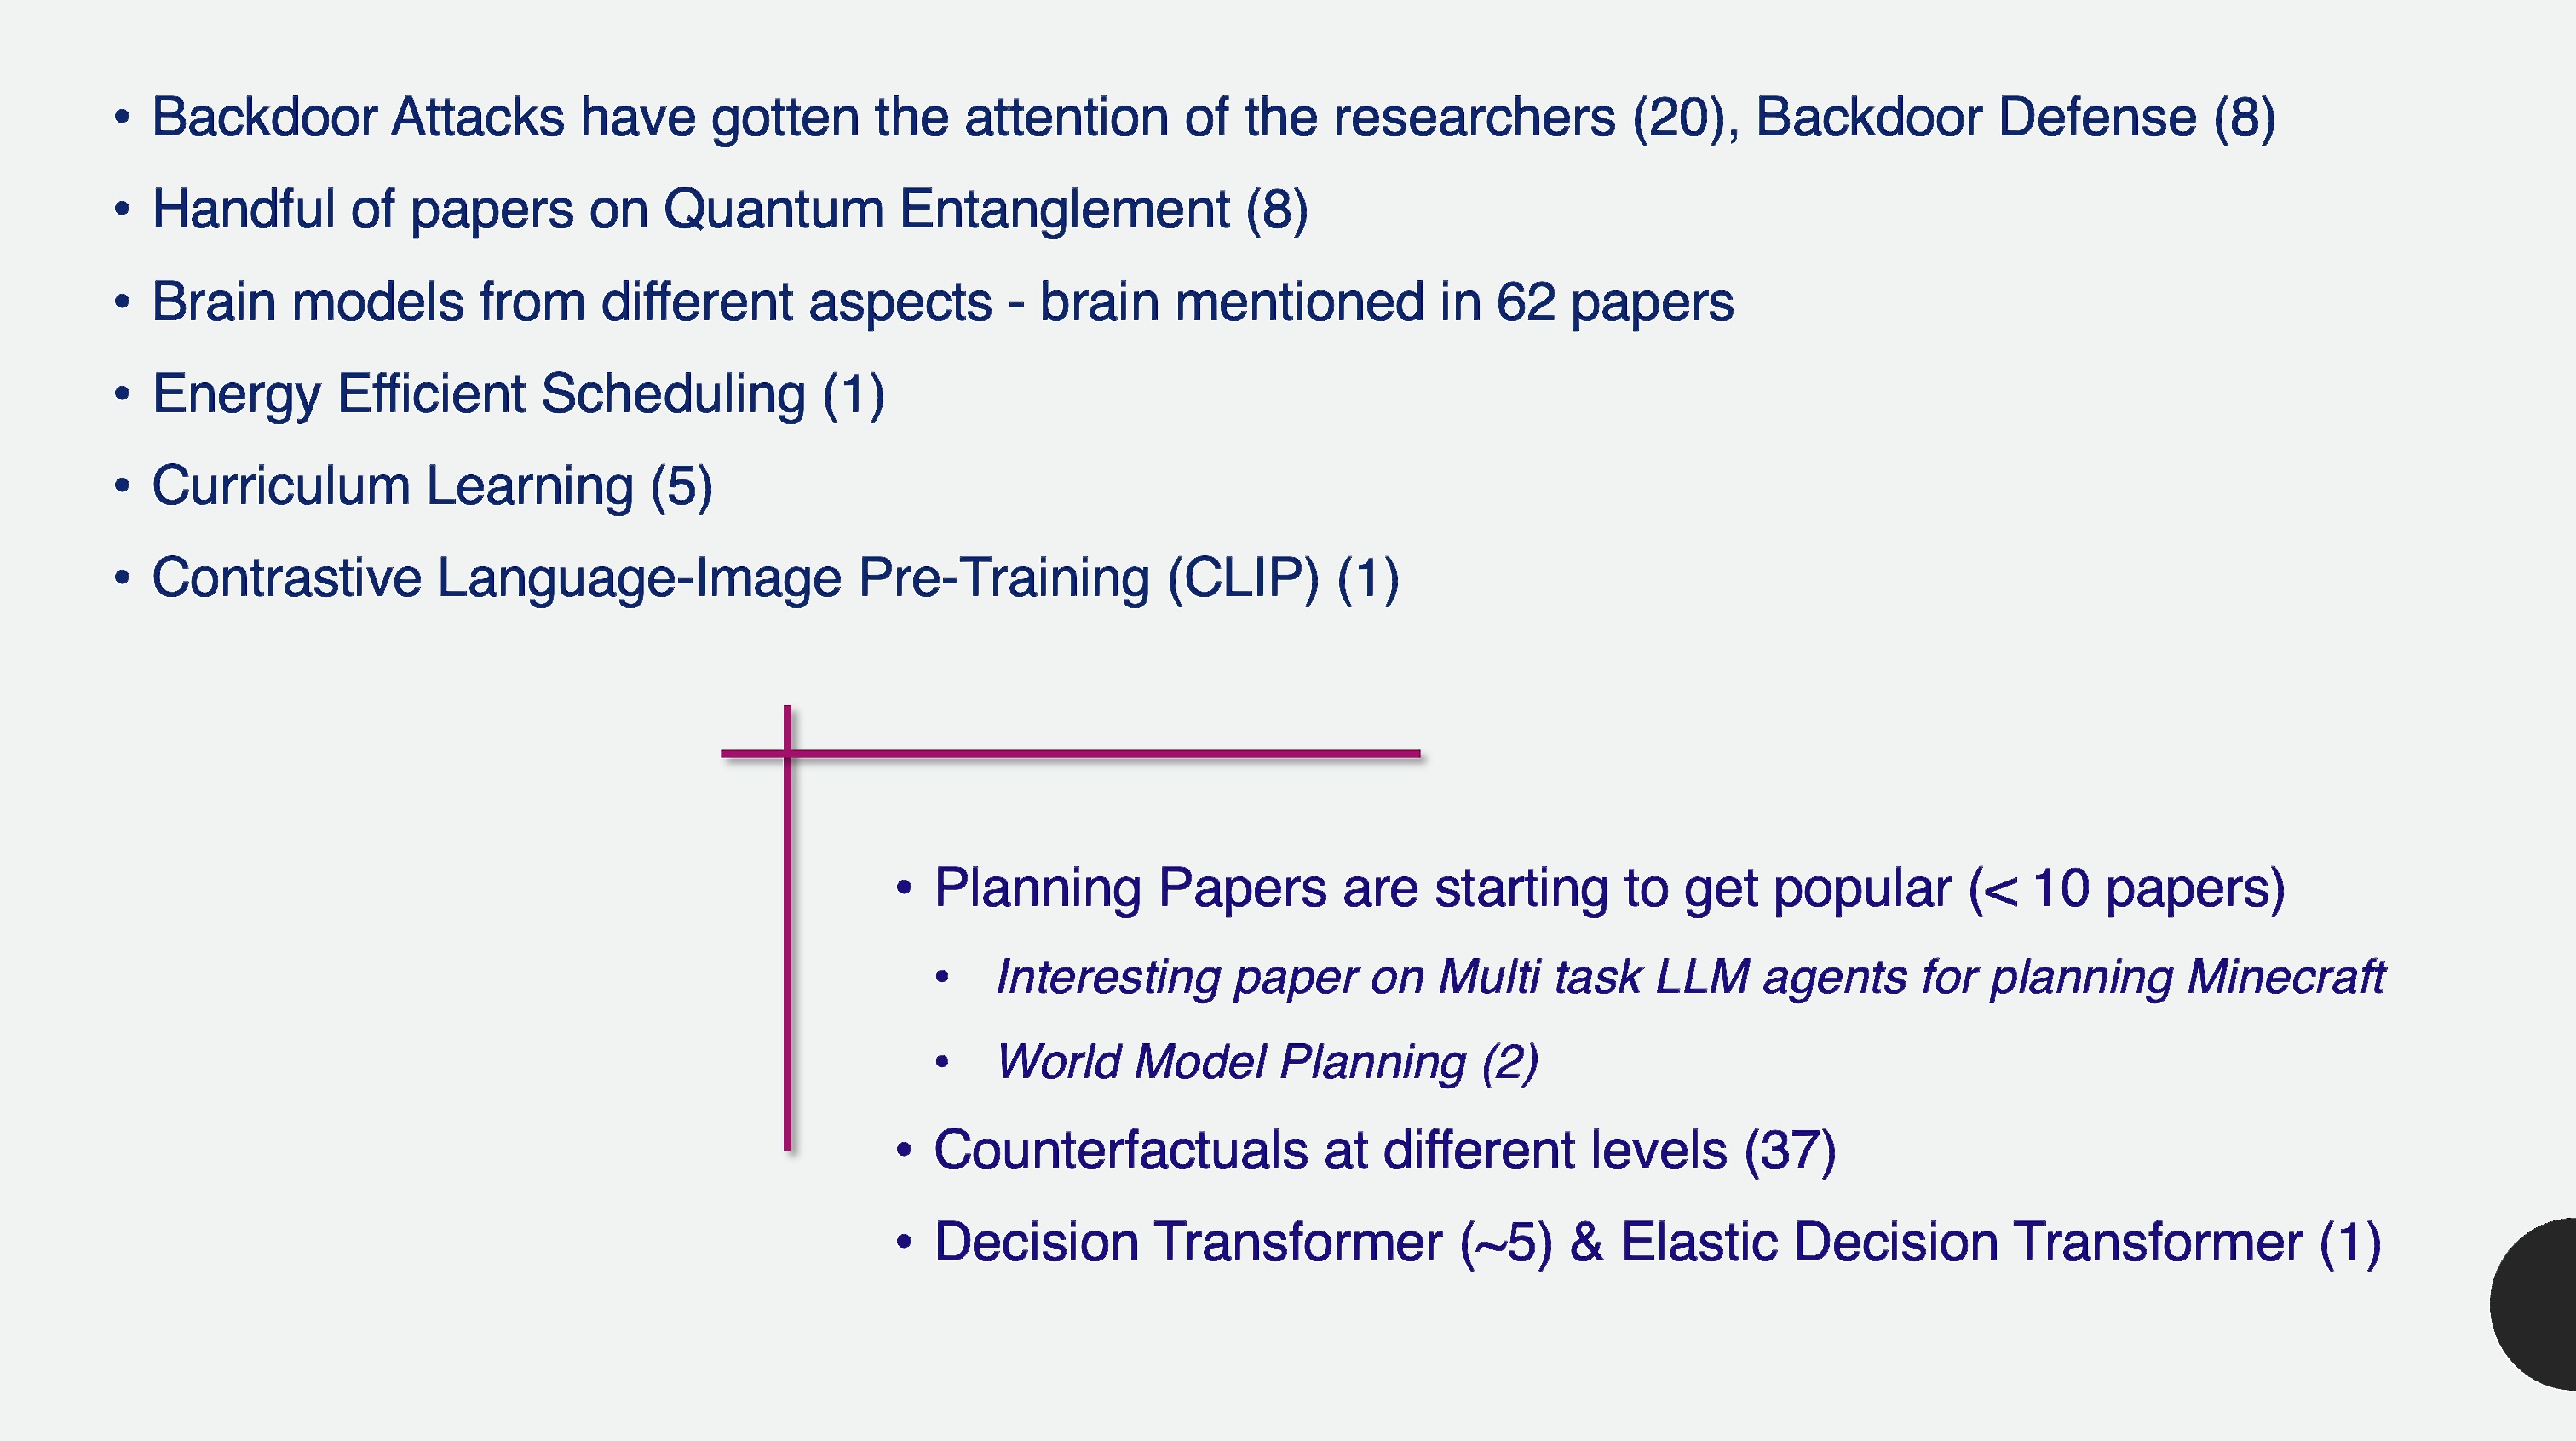 • Backdoor Attacks have gotten the attention of the researchers (20), Backdoor Defense (8)
• Handful of papers on Quantum Entanglement (8)
• Brain models from different aspects - brain mentioned in 62 papers
• Energy Efficient Scheduling (1)
• Curriculum Learning (5)
• Contrastive Language-Image Pre-Training (CLIP) (1)
• Planning Papers are starting to get popular (< 10 papers)
• Interesting paper on Multi task LLM agents for planning Minecraft
• World Model Planning (2)
• Counterfactuals at different levels (37)
• Decision Transformer (~5) & Elastic Decision Transformer (1)